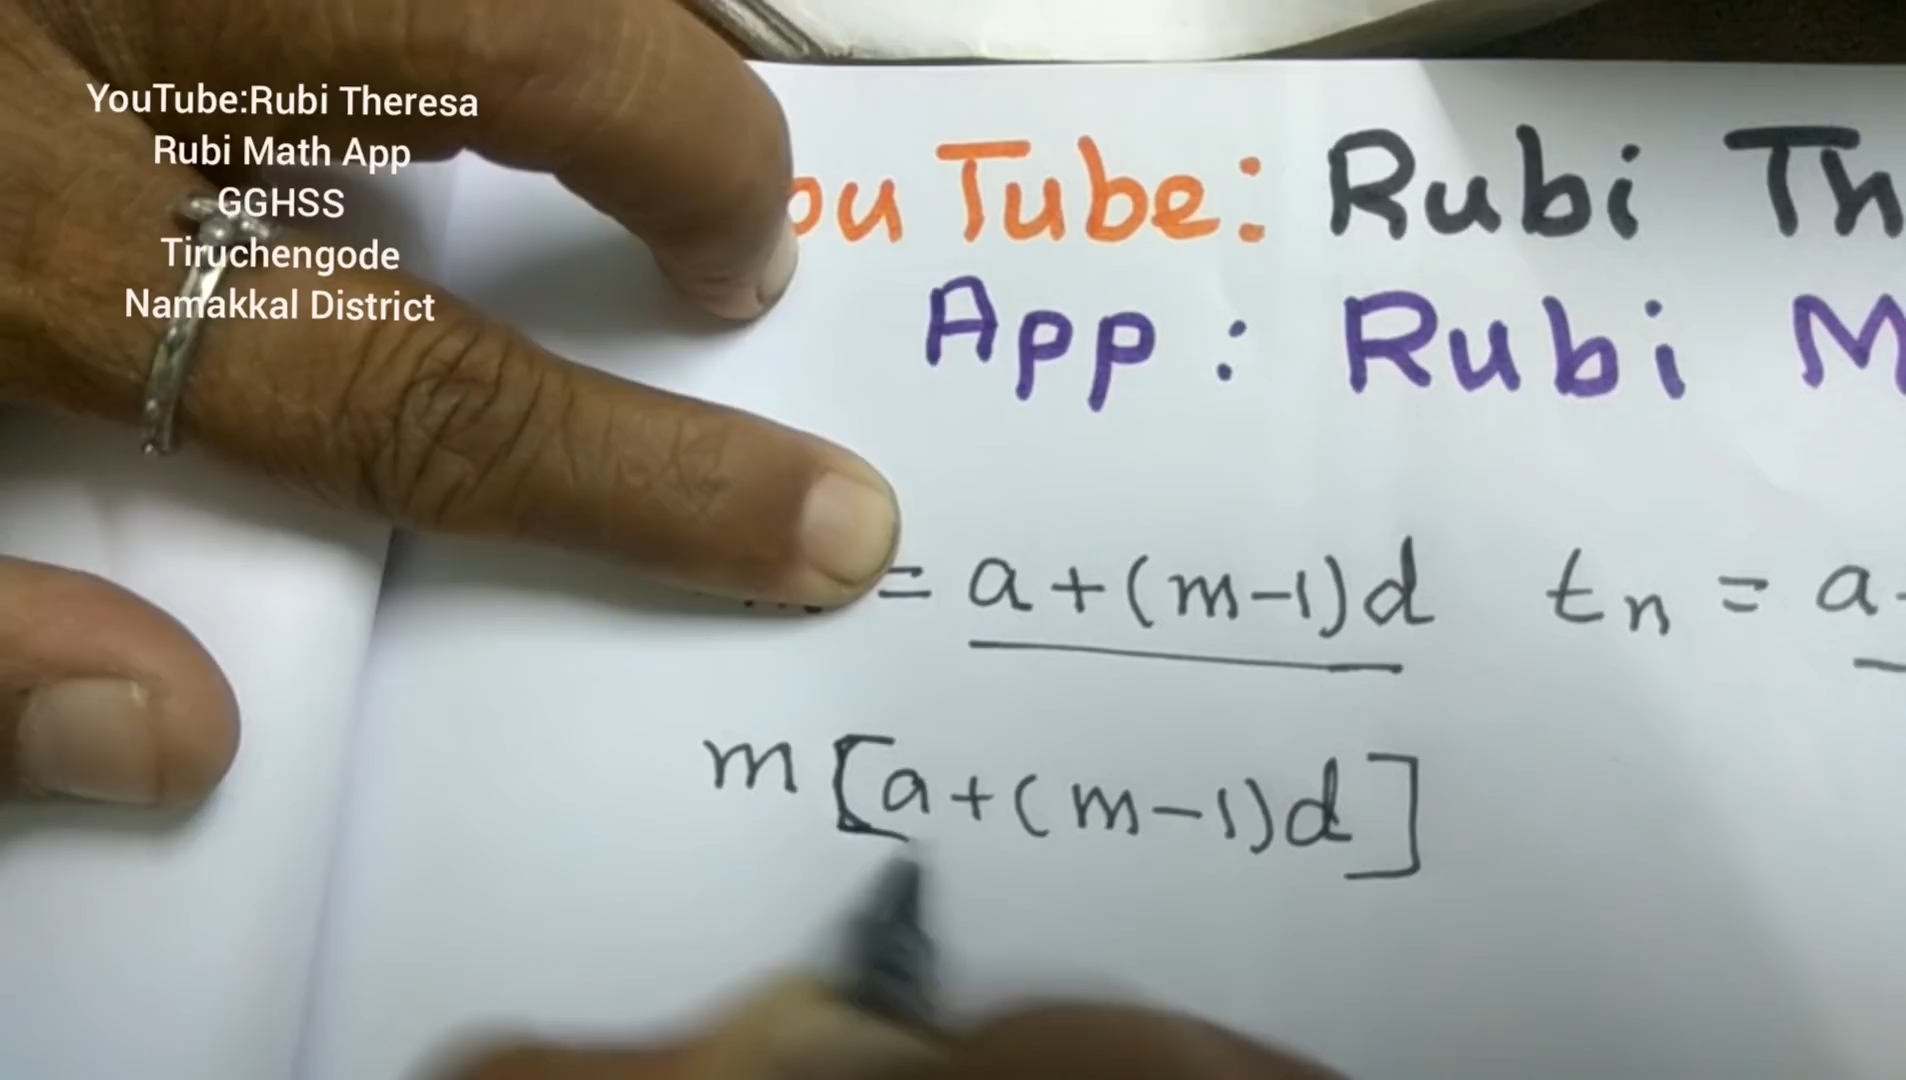 YouTube:Rubi Theresa
Rubi Math App
GGHSS
Tiruchengode
Namakkal District
ou Tube: Rubi Th
App : Rubi M
= a + (m-1)d tn = a
m [a + (m-1)d]